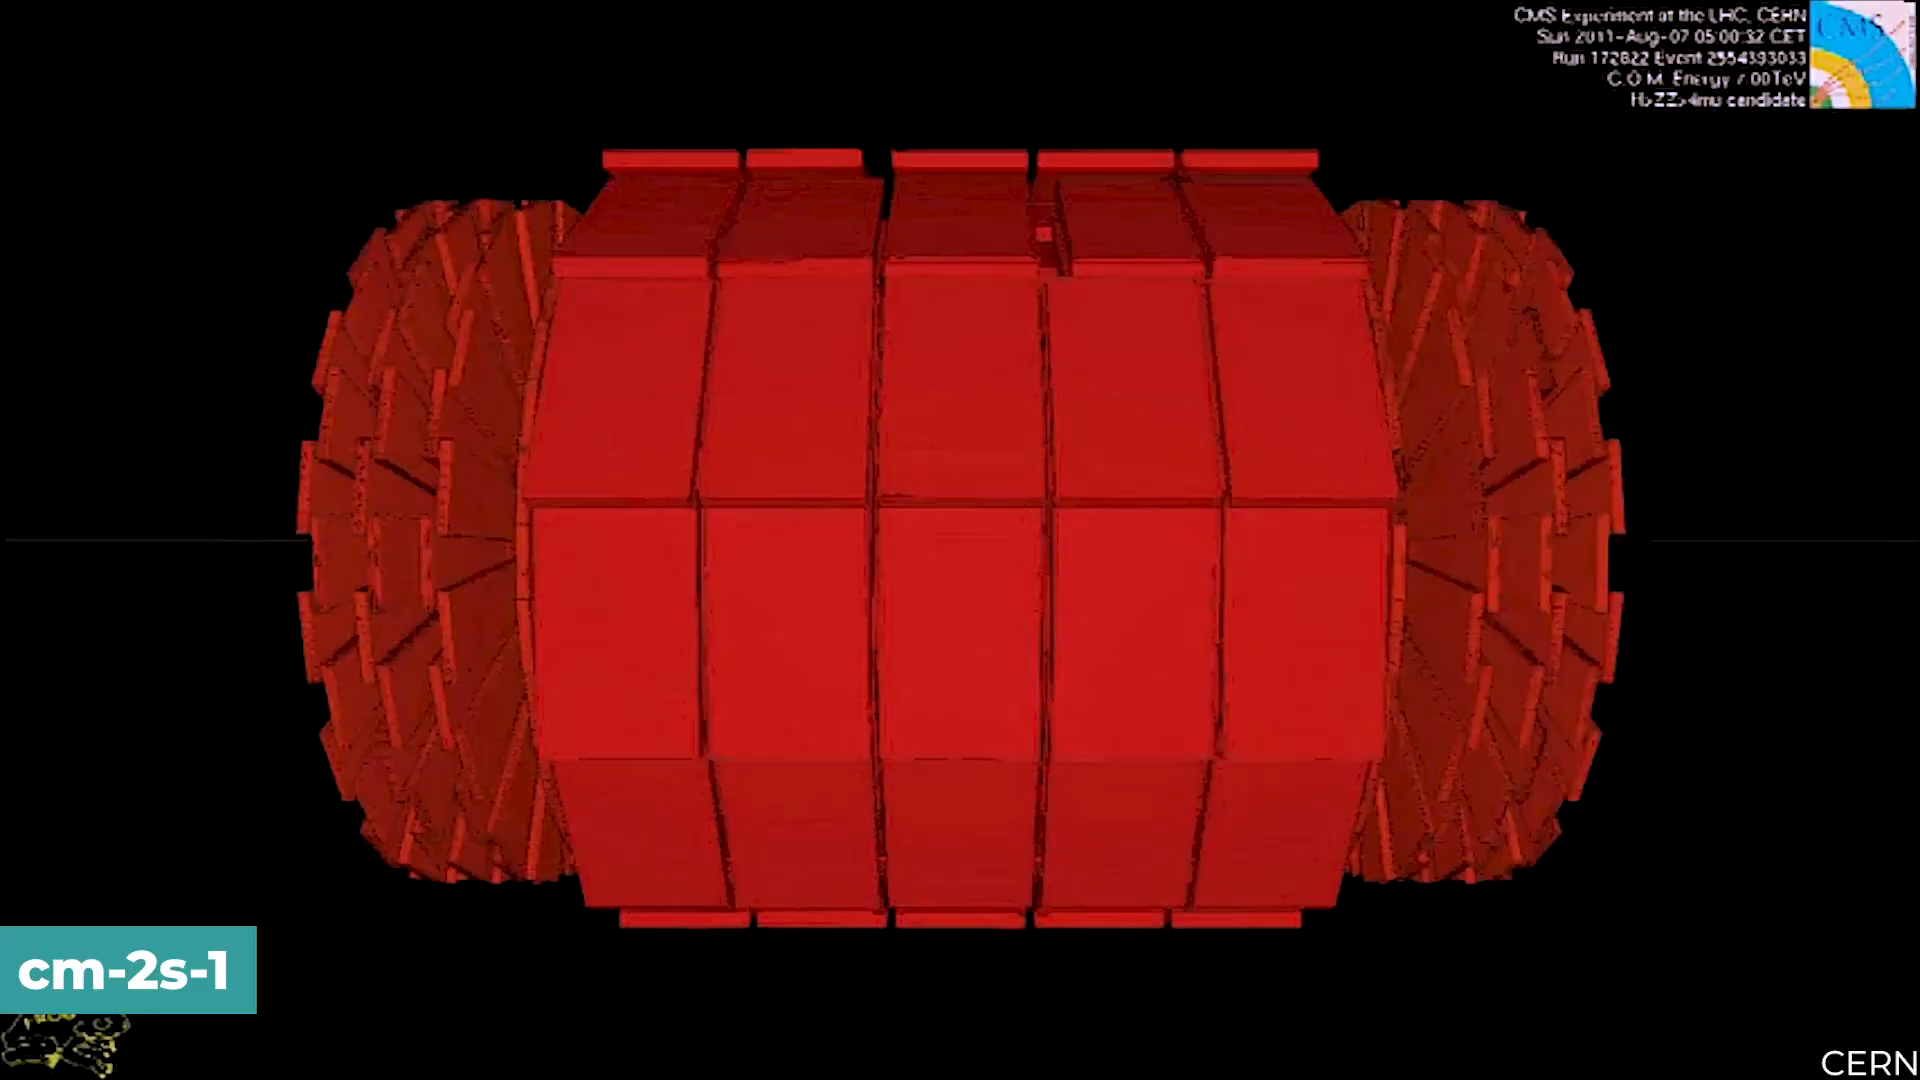 CMS Experiment at the LHC, CERN
Sun 2011-Aug-07 05:00:32 CET
Run 172822 Event 2554393033
C.O.M. Energy 7.00TeV
H>ZZ>4mu candidate
CMS
cm-2s-1
CERN